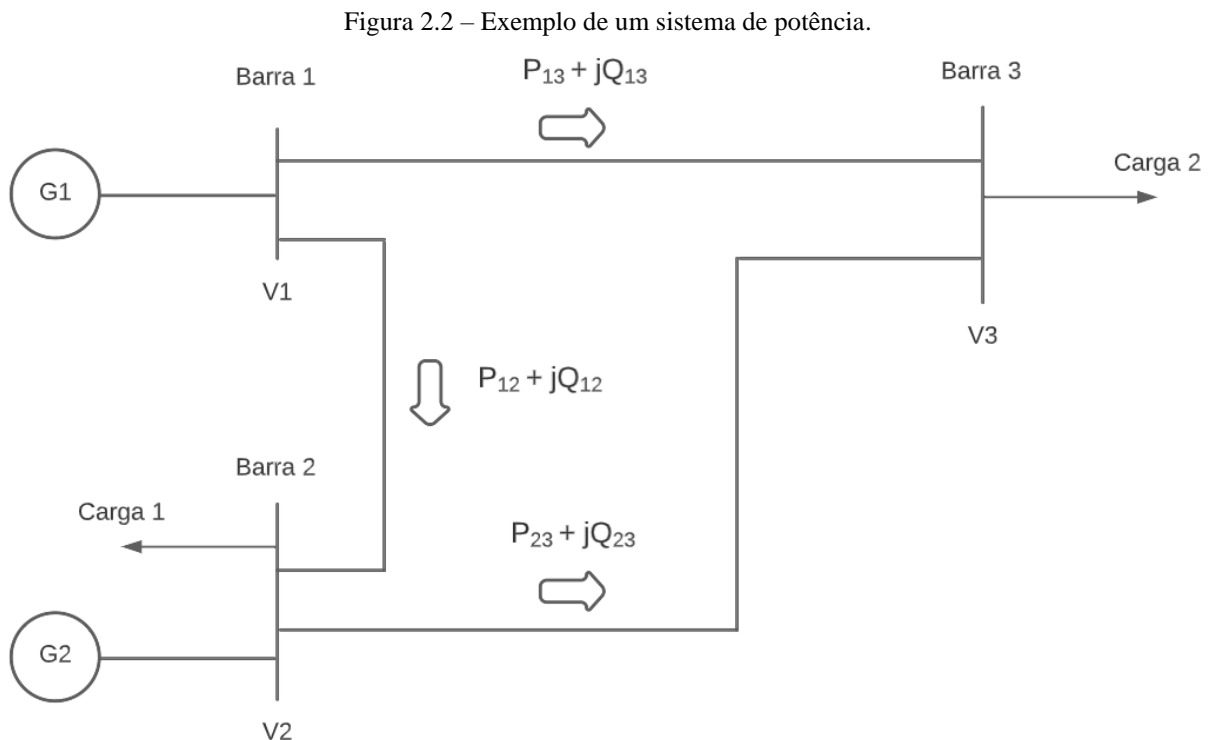 Figura 2.2 – Exemplo de um sistema de potência.
Barra 1
P₁₃ + jQ₁₃
Barra 3
G1
Carga 2
V1
V3
P₁₂ + jQ₁₂
Barra 2
Carga 1
P₂₃ + jQ₂₃
G2
V2